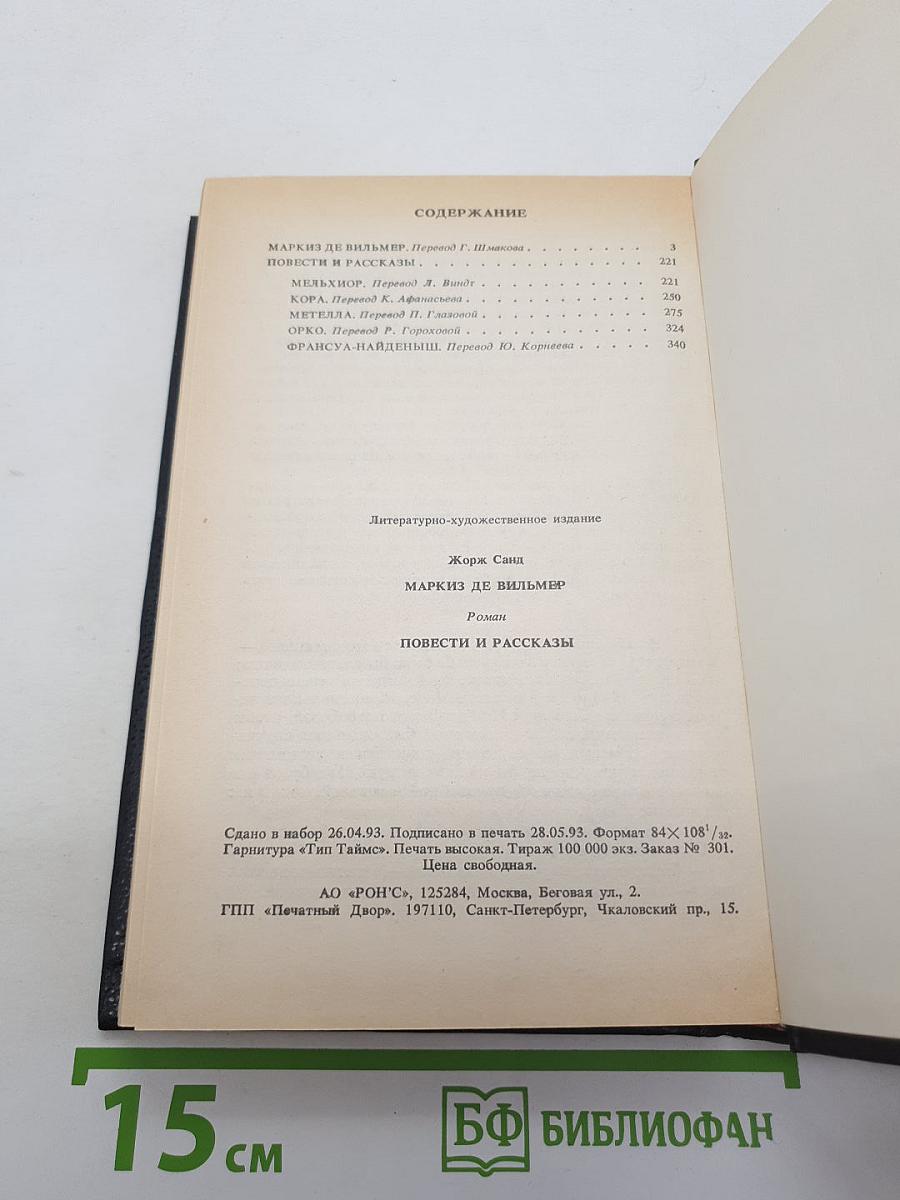 СОДЕРЖАНИЕ
МАРКИЗ ДЕ ВИЛЬМЕР. Перевод Г. Шмакова . . . . . . . . 3
ПОВЕСТИ И РАССКАЗЫ . . . . . . . . . . . . . . . 221
МЕЛЬХИОР. Перевод Л. Виндт . . . . . . . . . . . 221
КОРА. Перевод К. Афанасьева . . . . . . . . . . . . 250
МЕТЕЛЛА. Перевод П. Глазовой . . . . . . . . . . . 275
ОРКО. Перевод Р. Гороховой . . . . . . . . . . . . 324
ФРАНСУА-НАЙДЕНЫШ. Перевод Ю. Корнеева . . . . . 340
Литературно-художественное издание
Жорж Санд
МАРКИЗ ДЕ ВИЛЬМЕР
Роман
ПОВЕСТИ И РАССКАЗЫ
Сдано в набор 26.04.93. Подписано в печать 28.05.93. Формат 84×108¹/₃₂.
Гарнитура «Тип Таймс». Печать высокая. Тираж 100 000 экз. Заказ № 301.
Цена свободная.
АО «РОН'С», 125284, Москва, Беговая ул., 2.
ГПП «Печатный Двор». 197110, Санкт-Петербург, Чкаловский пр., 15.
15 см
БФ БИБЛИОФАН